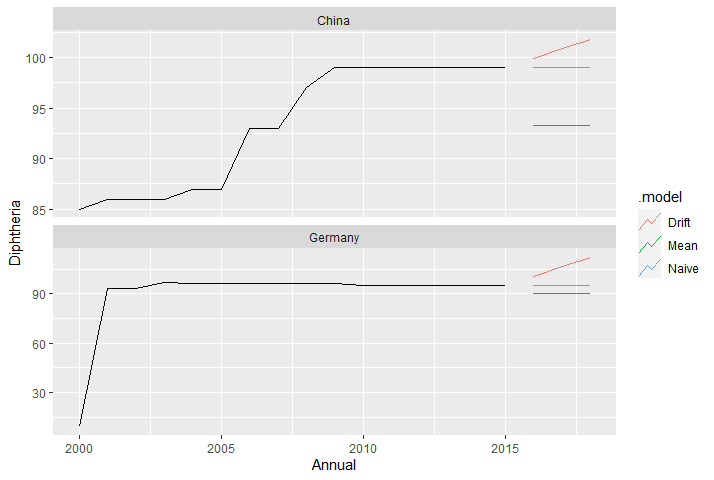 China
100
95
90
85
Diphtheria
Germany
90
60
30
2000 2005 2010 2015
Annual
.model
Drift
Mean
Naive